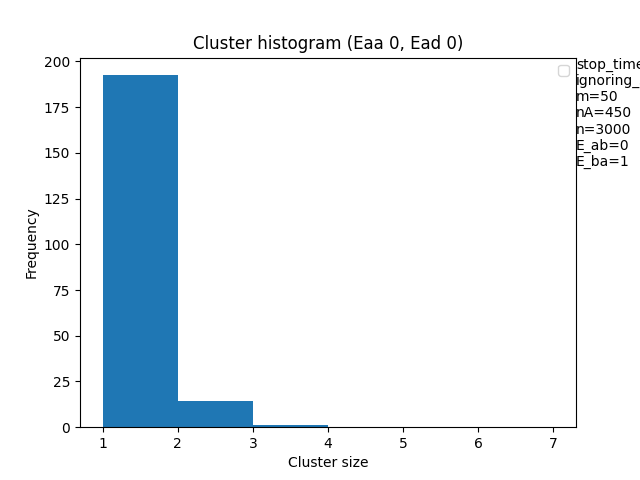 Cluster histogram (Eaa 0, Ead 0)
200
175
150
125
100
75
50
25
0
Frequency
1 2 3 4 5 6 7
Cluster size
stop_time
ignoring_
m=50
nA=450
n=3000
E_ab=0
E_ba=1